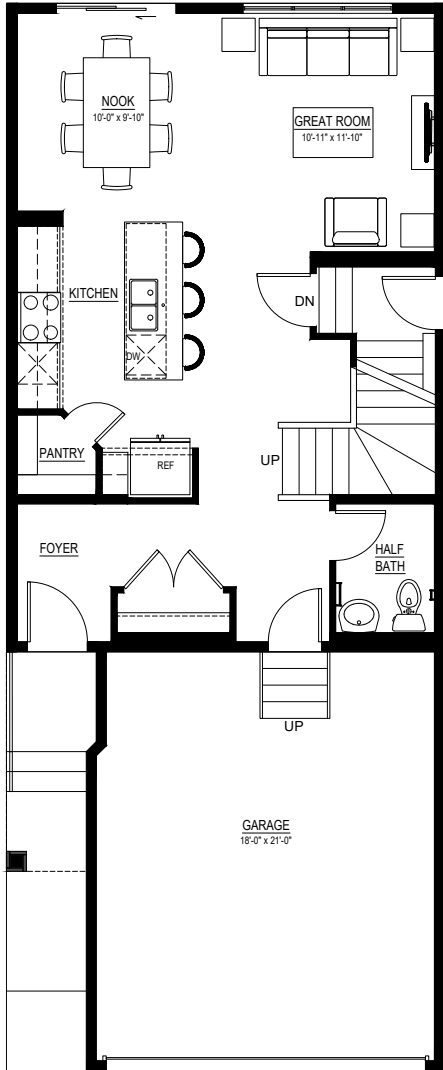 NOOK
10'-0" x 9'-10"
GREAT ROOM
10'-11" x 11'-10"
KITCHEN
DN
DW
PANTRY
REF
UP
FOYER
HALF
BATH
UP
GARAGE
18'-0" x 21'-0"